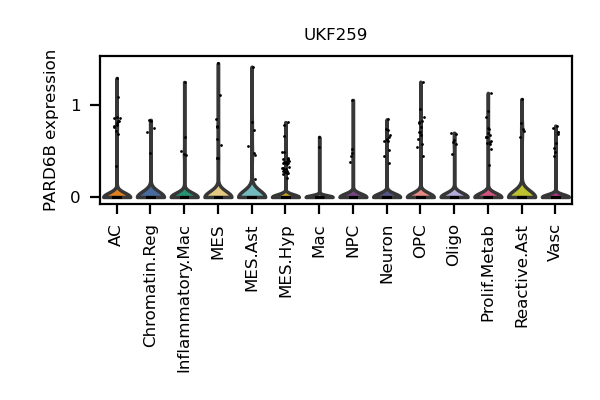 UKF259
PARD6B expression
1
0
AC
Chromatin.Reg
Inflammatory.Mac
MES
MES.Ast
MES.Hyp
Mac
NPC
Neuron
OPC
Oligo
Prolif.Metab
Reactive.Ast
Vasc